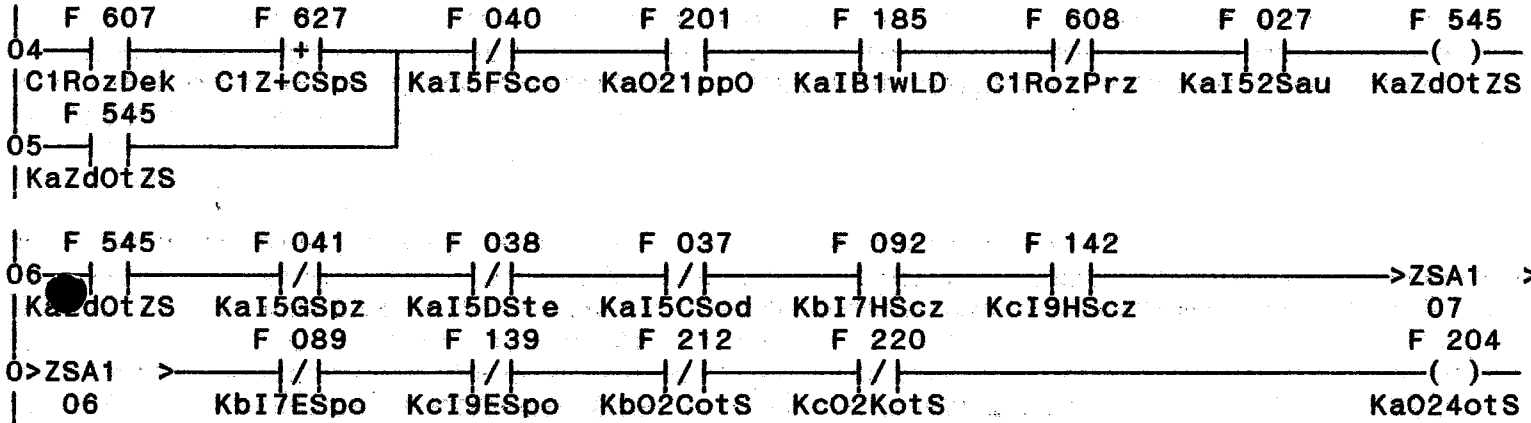 F 607 F 627 F 040 F 201 F 185 F 608 F 027 F 545
04 + / / ( )
C1RozDek C1Z+CSpS KaI5FSco KaO21ppO KaIB1wLD C1RozPrz KaI52Sau KaZdOtZS
F 545
05
KaZdOtZS
F 545 F 041 F 038 F 037 F 092 F 142
06 / / / >ZSA1 >
KaI5GSpz KaI5DSte KaI5CSod KbI7HScz KcI9HScz 07
F 089 F 139 F 212 F 220 F 204
0>ZSA1 > / / / / ( )
06 KbI7ESpo KcI9ESpo KbO2CotS KcO2KotS KaO24otS